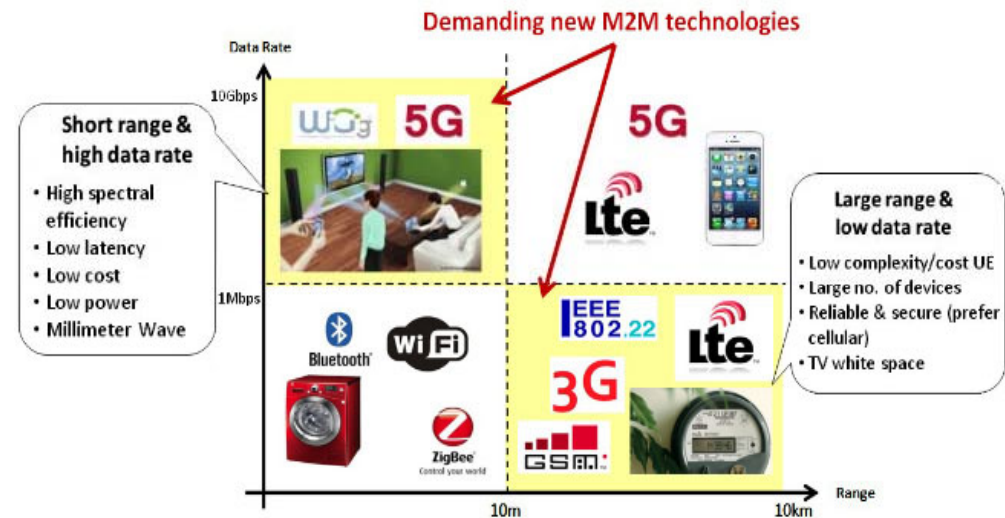 Demanding new M2M technologies
Data Rate
10Gbps
WiGig
5G
5G
Short range &
high data rate
• High spectral
efficiency
• Low latency
• Low cost
• Low power
• Millimeter Wave
Lte
Large range &
low data rate
• Low complexity/cost UE
• Large no. of devices
• Reliable & secure (prefer
cellular)
• TV white space
1Mbps
Bluetooth
Wi Fi
IEEE
802.22
Lte
3G
ZigBee
Control your world
GSM
Range
10m
10km